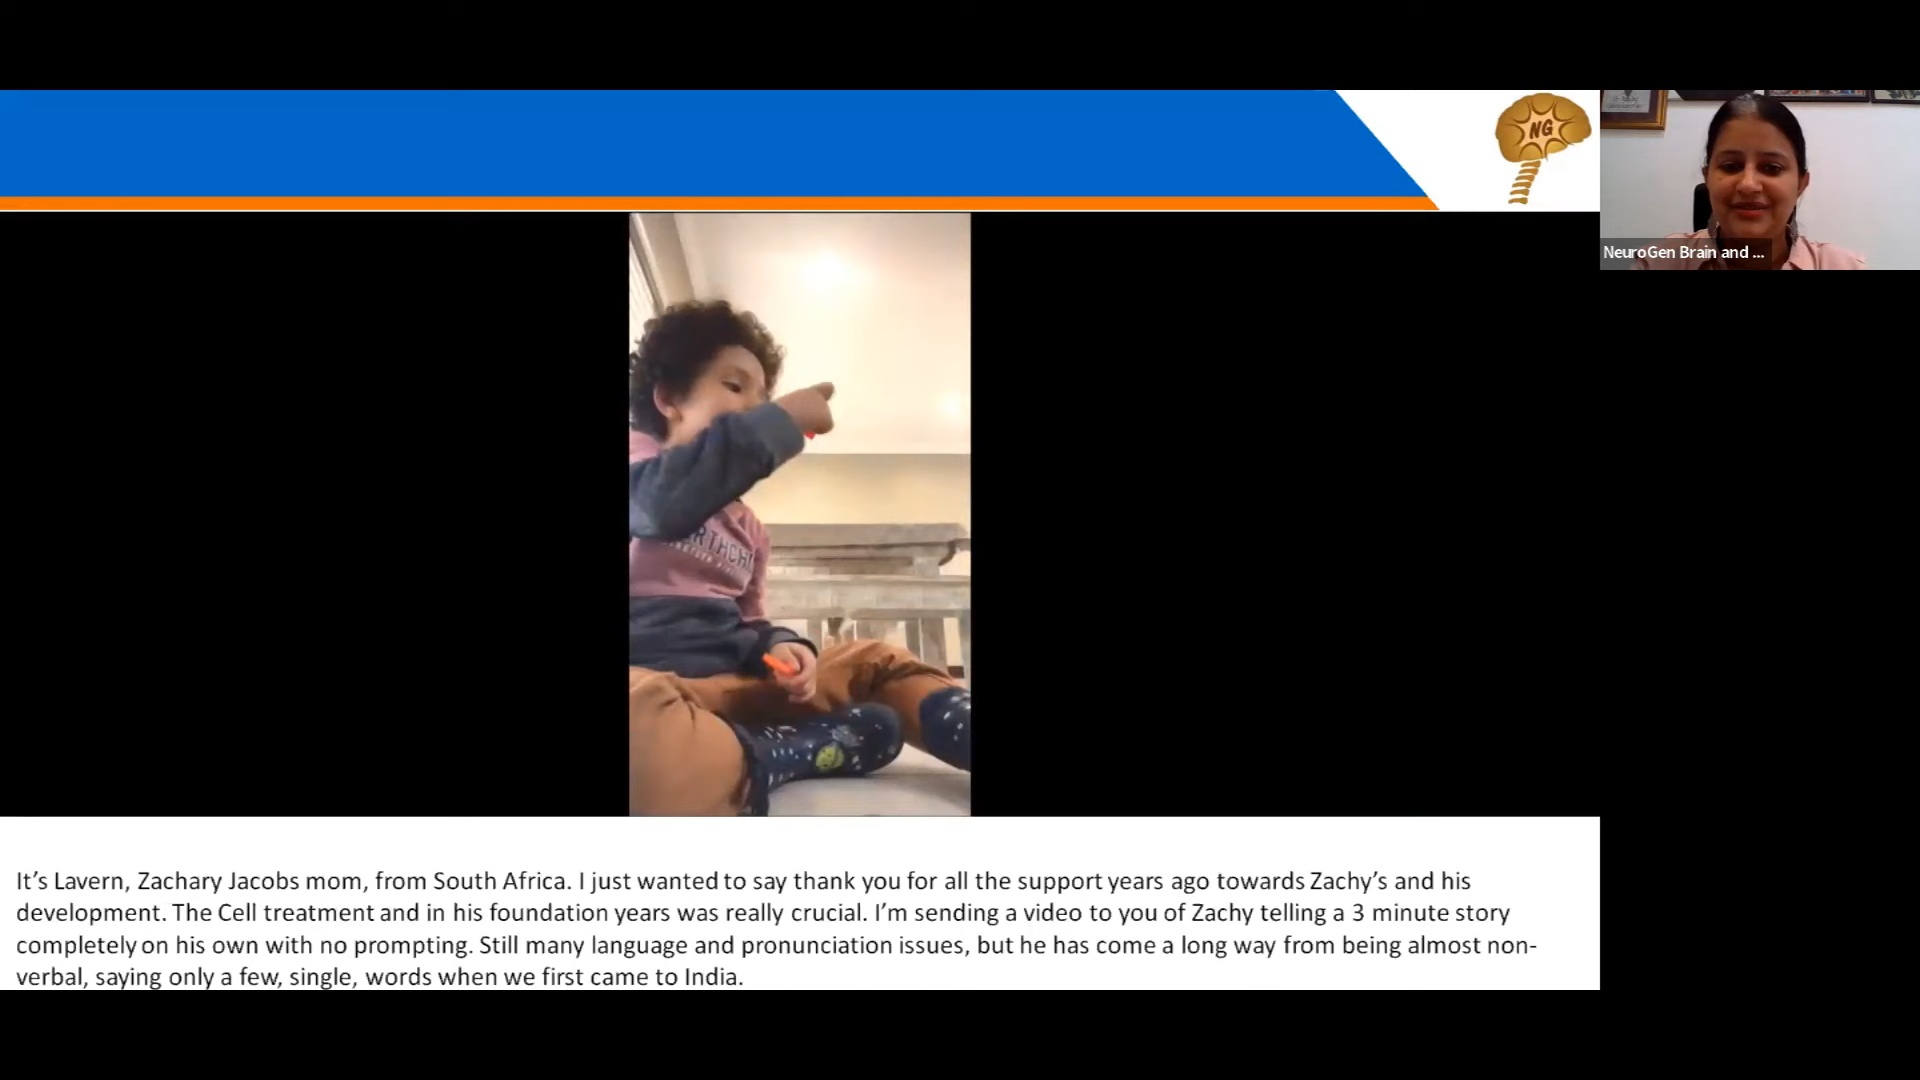 NG
NeuroGen Brain and ...
RTHCH
It's Lavern, Zachary Jacobs mom, from South Africa. I just wanted to say thank you for all the support years ago towards Zachy's and his
development. The Cell treatment and in his foundation years was really crucial. I'm sending a video to you of Zachy telling a 3 minute story
completely on his own with no prompting. Still many language and pronunciation issues, but he has come a long way from being almost non-
verbal, saying only a few, single, words when we first came to India.